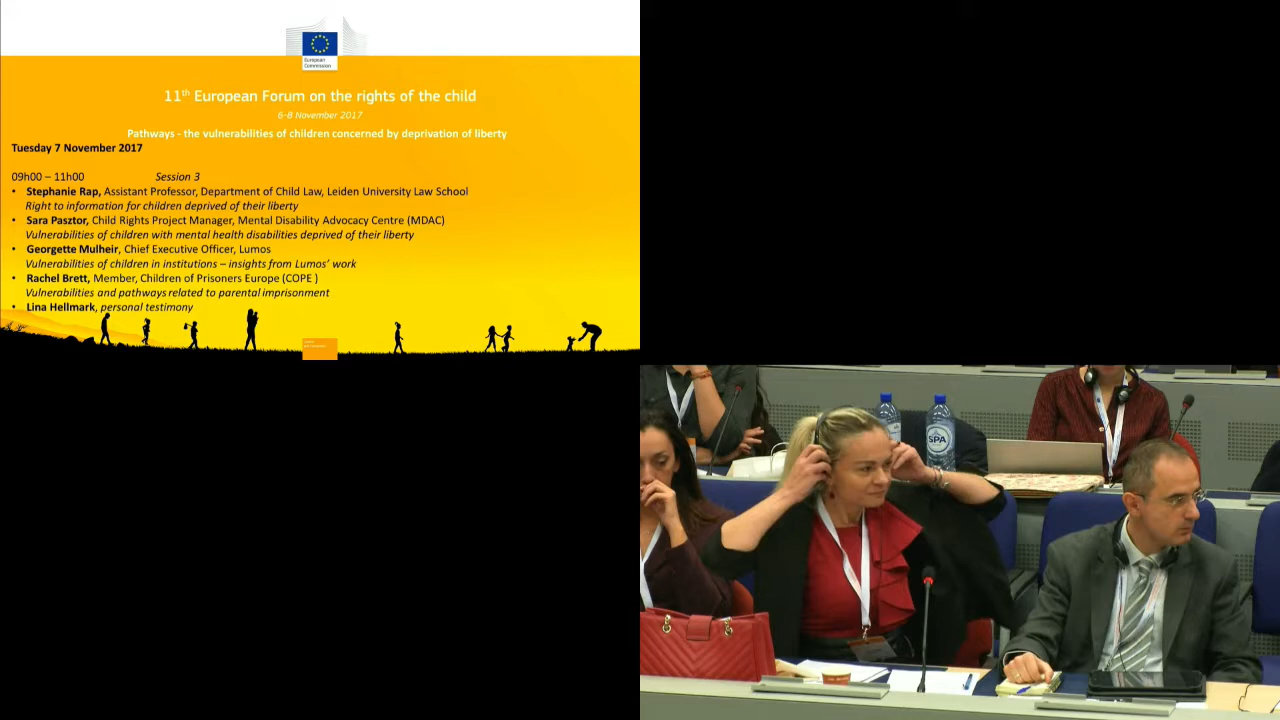 European
Commission
11th European Forum on the rights of the child
6-8 November 2017
Pathways - the vulnerabilities of children concerned by deprivation of liberty
Tuesday 7 November 2017
09h00 – 11h00 Session 3
• Stephanie Rap, Assistant Professor, Department of Child Law, Leiden University Law School
Right to information for children deprived of their liberty
• Sara Pasztor, Child Rights Project Manager, Mental Disability Advocacy Centre (MDAC)
Vulnerabilities of children with mental health disabilities deprived of their liberty
• Georgette Mulheir, Chief Executive Officer, Lumos
Vulnerabilities of children in institutions – insights from Lumos' work
• Rachel Brett, Member, Children of Prisoners Europe (COPE )
Vulnerabilities and pathways related to parental imprisonment
• Lina Hellmark, personal testimony
SPA